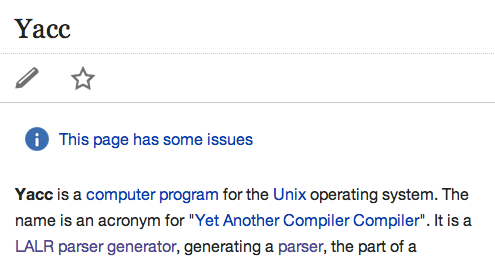 Yacc
This page has some issues
Yacc is a computer program for the Unix operating system. The
name is an acronym for "Yet Another Compiler Compiler". It is a
LALR parser generator, generating a parser, the part of a